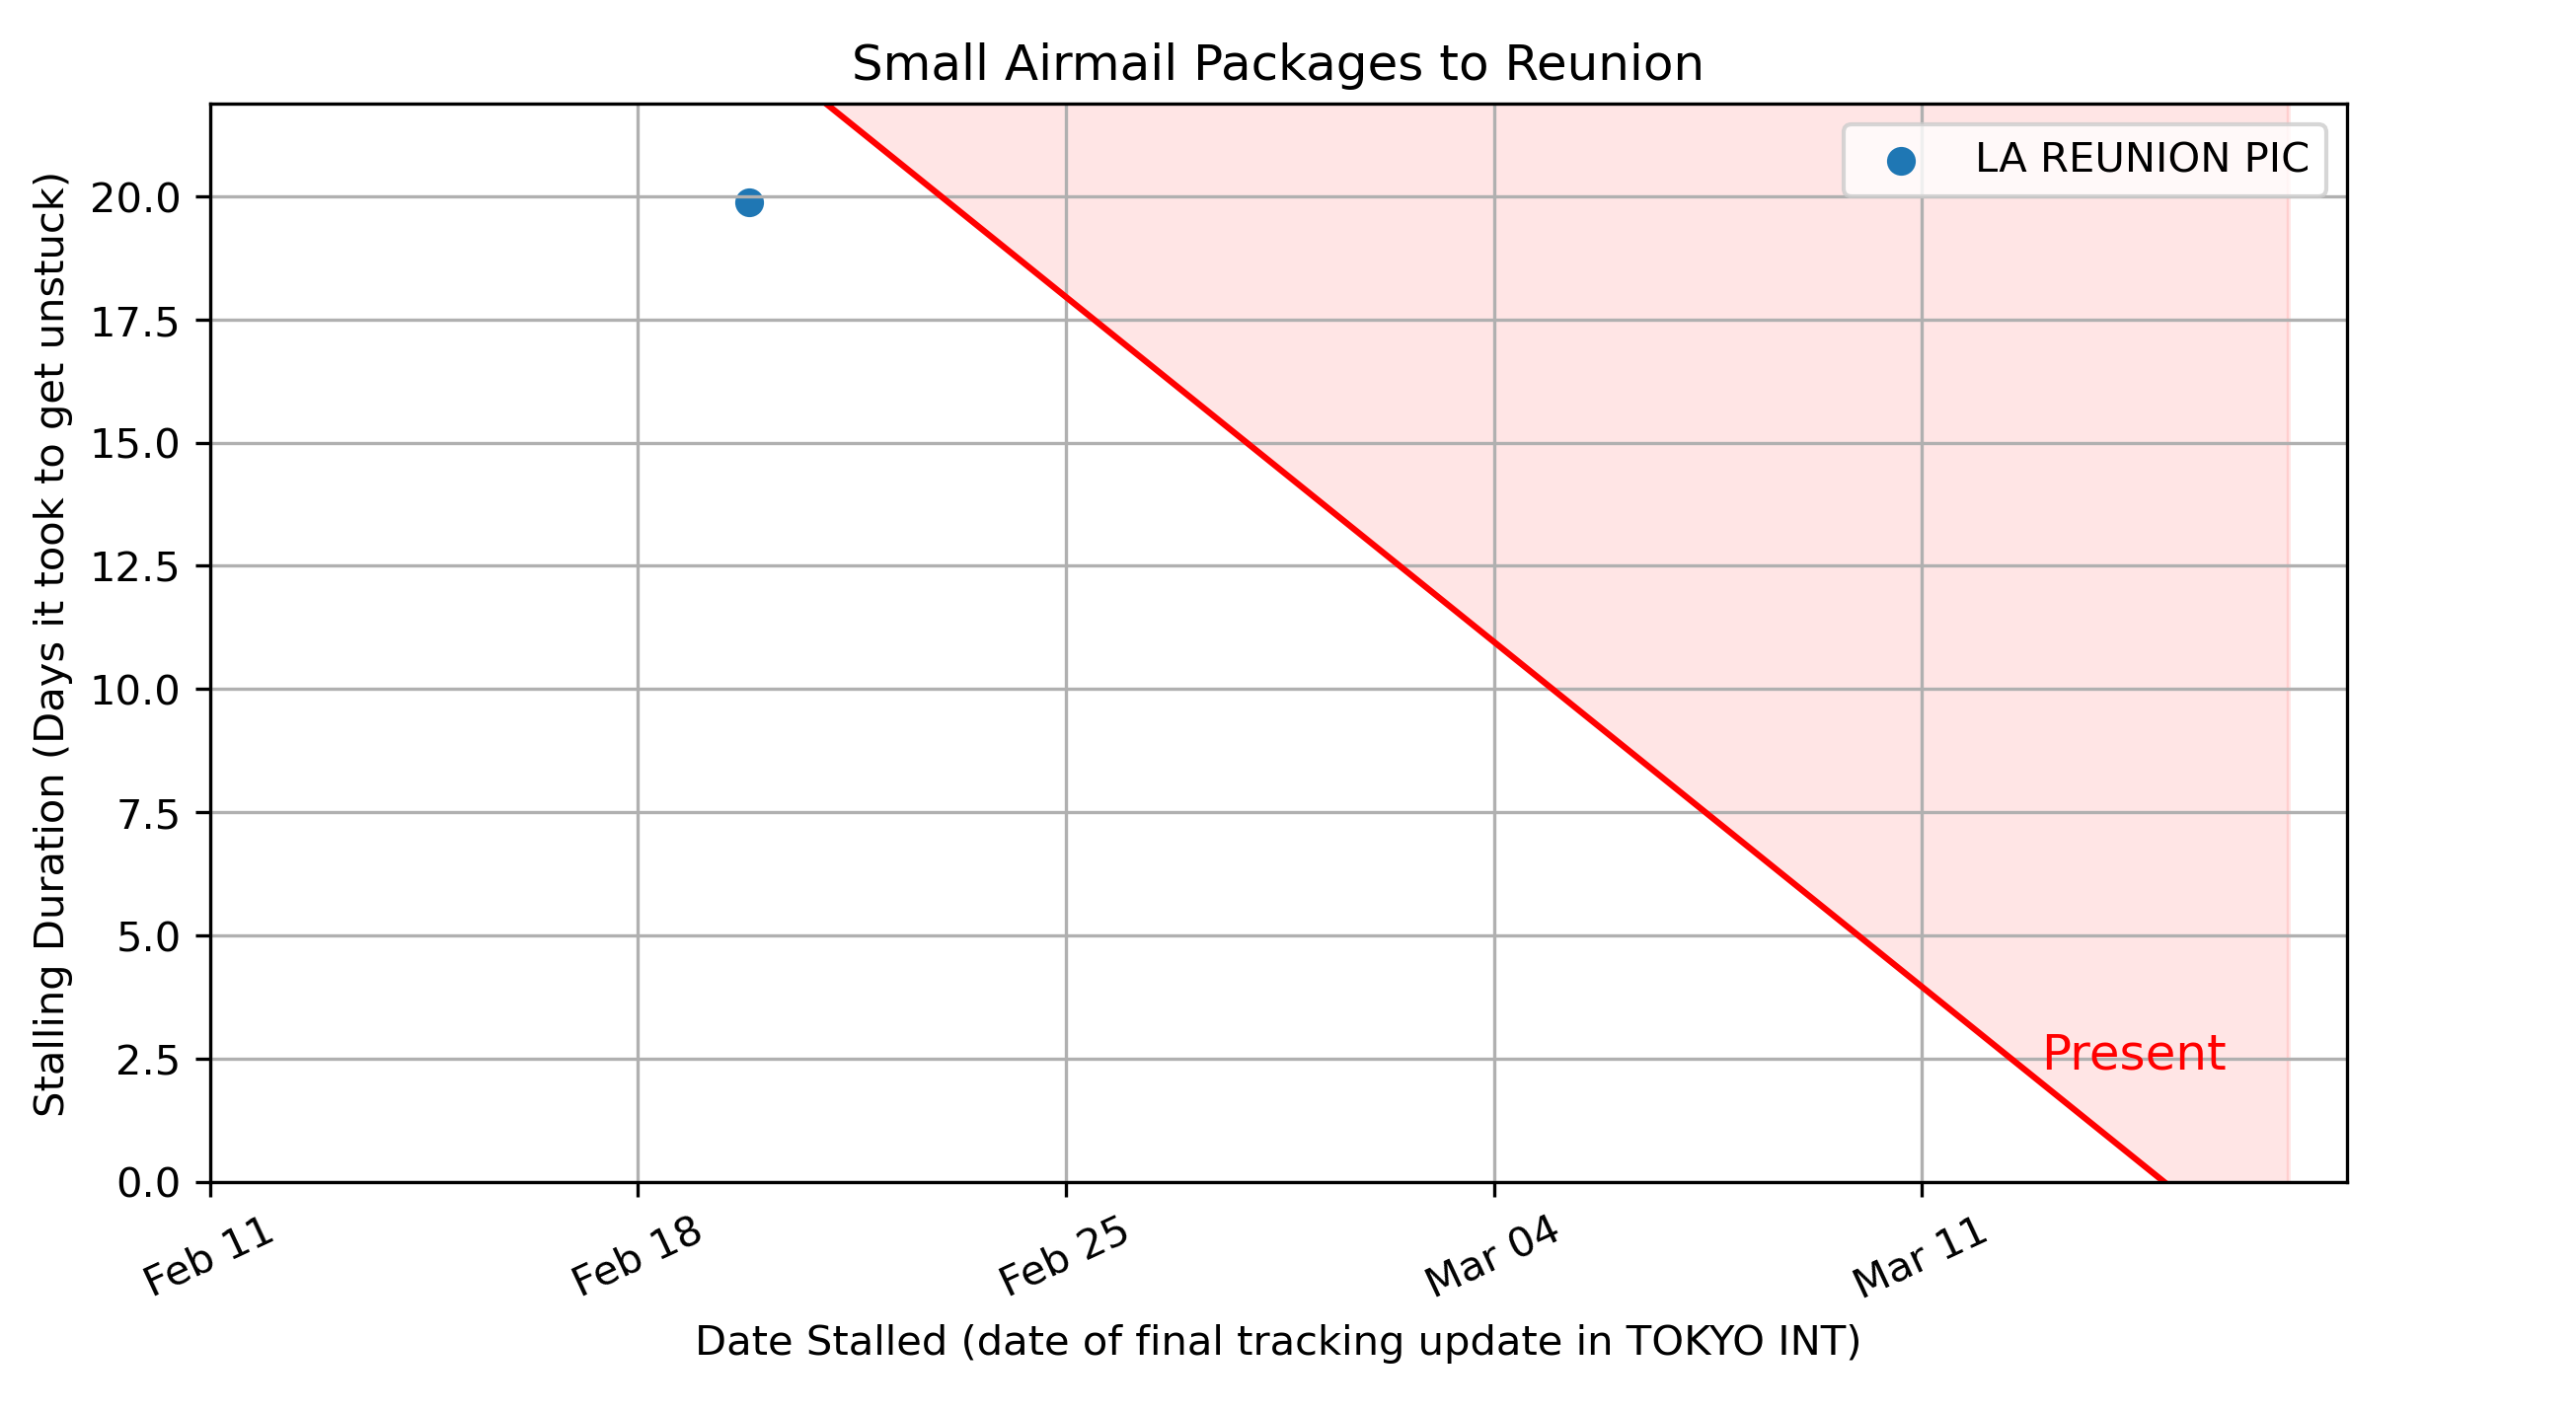 Small Airmail Packages to Reunion
LA REUNION PIC
Stalling Duration (Days it took to get unstuck)
20.0
17.5
15.0
12.5
10.0
7.5
5.0
2.5
0.0
Present
Feb 11
Feb 18
Feb 25
Mar 04
Mar 11
Date Stalled (date of final tracking update in TOKYO INT)